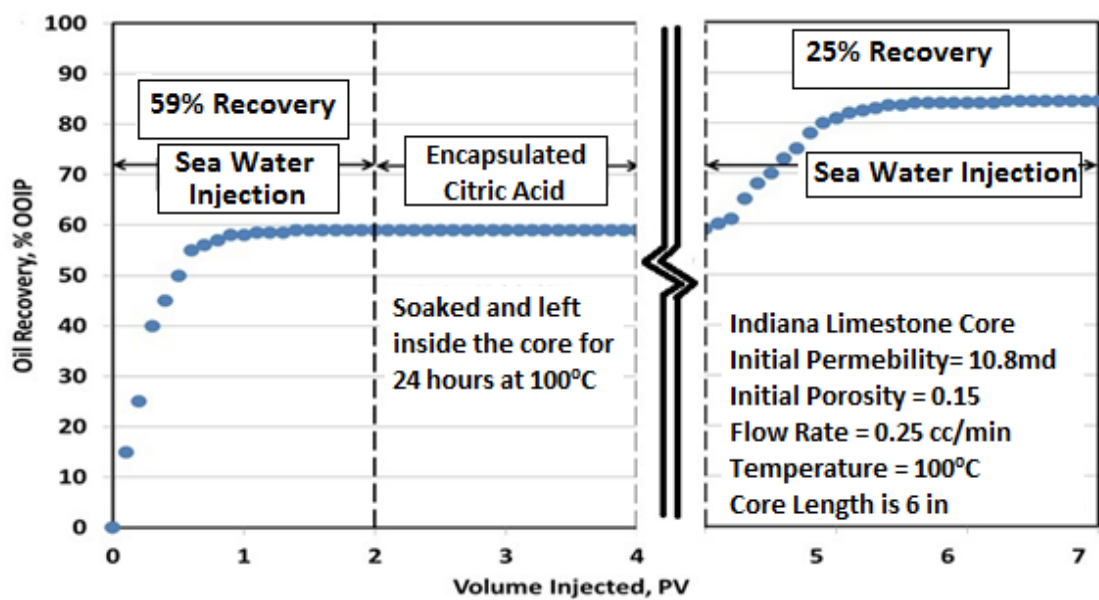 Oil Recovery, % OOIP
100
90
80
70
60
50
40
30
20
10
0
59% Recovery
Sea Water
Injection
Encapsulated
Citric Acid
Soaked and left
inside the core for
24 hours at 100⁰C
25% Recovery
Sea Water Injection
Indiana Limestone Core
Initial Permebility= 10.8md
Initial Porosity = 0.15
Flow Rate = 0.25 cc/min
Temperature = 100⁰C
Core Length is 6 in
0 1 2 3 4 5 6 7
Volume Injected, PV